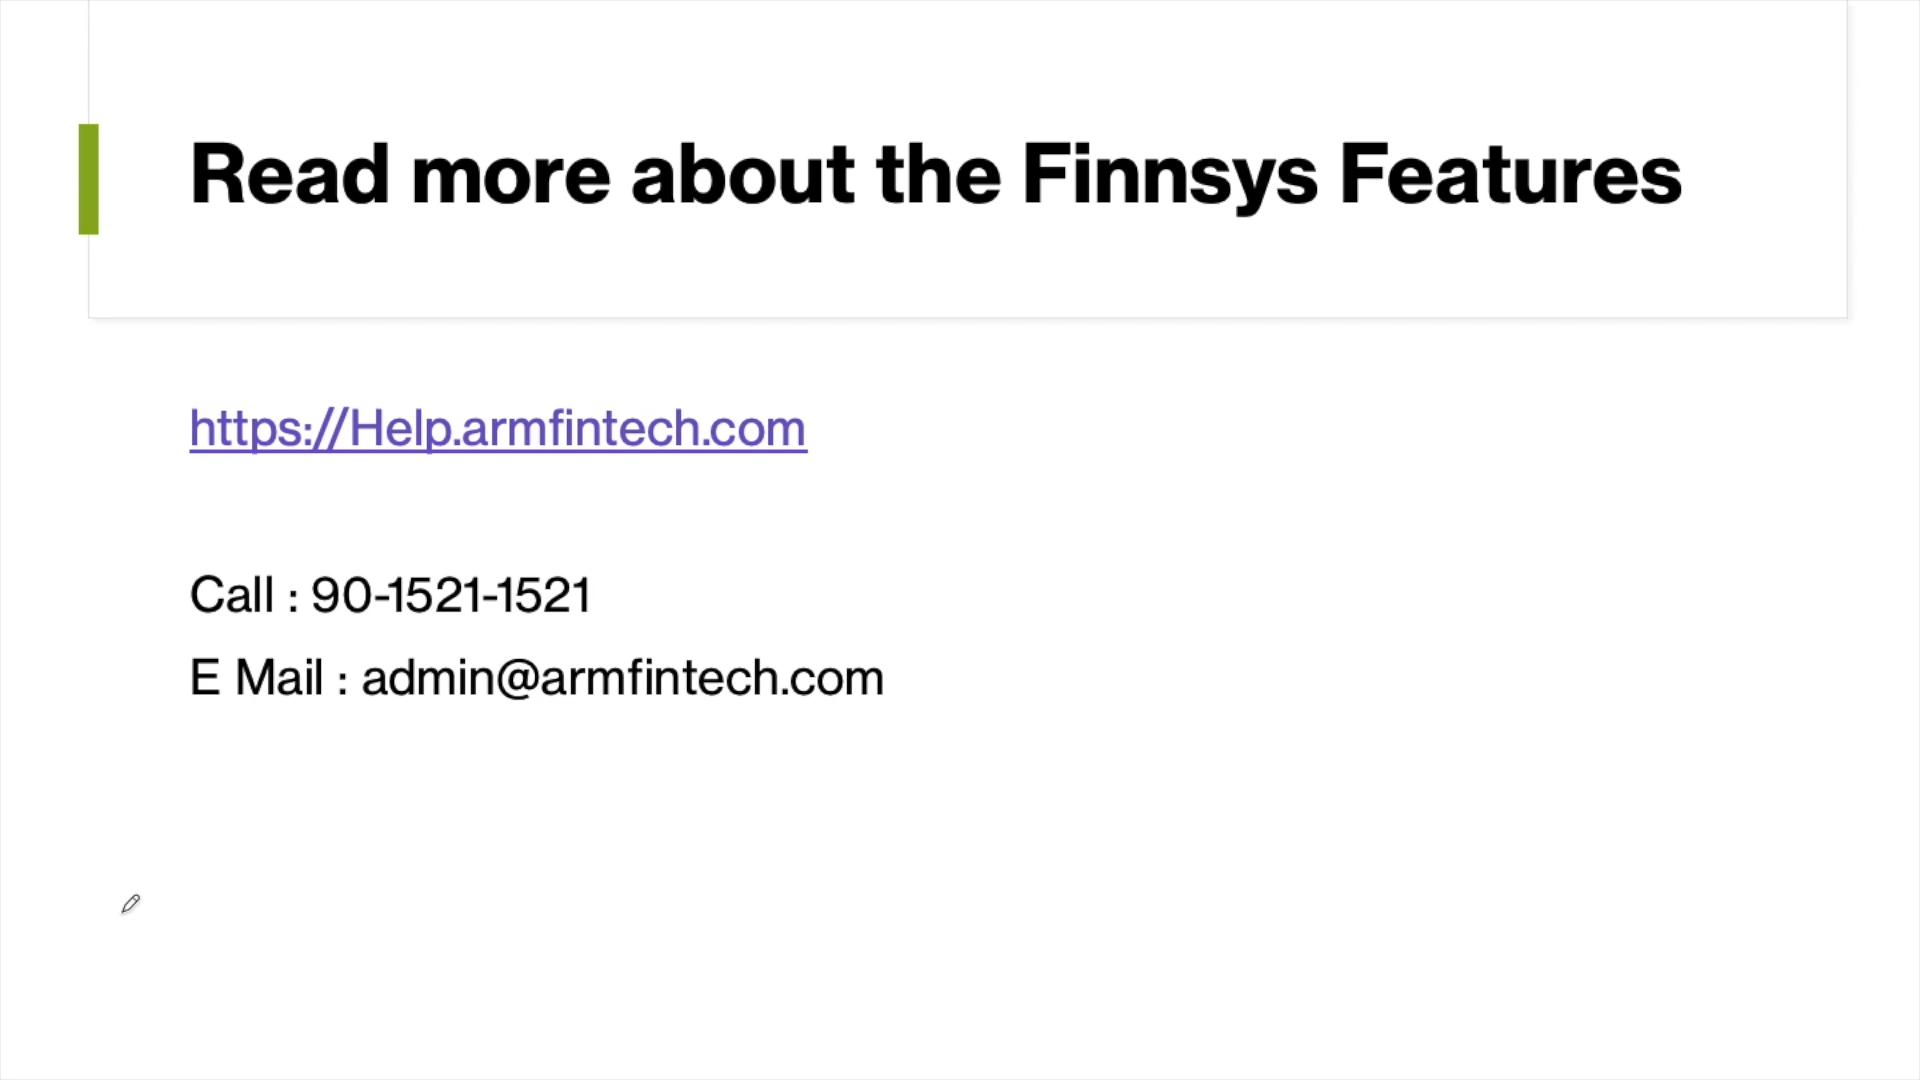 Read more about the Finnsys Features
https://Help.armfintech.com
Call : 90-1521-1521
E Mail : admin@armfintech.com